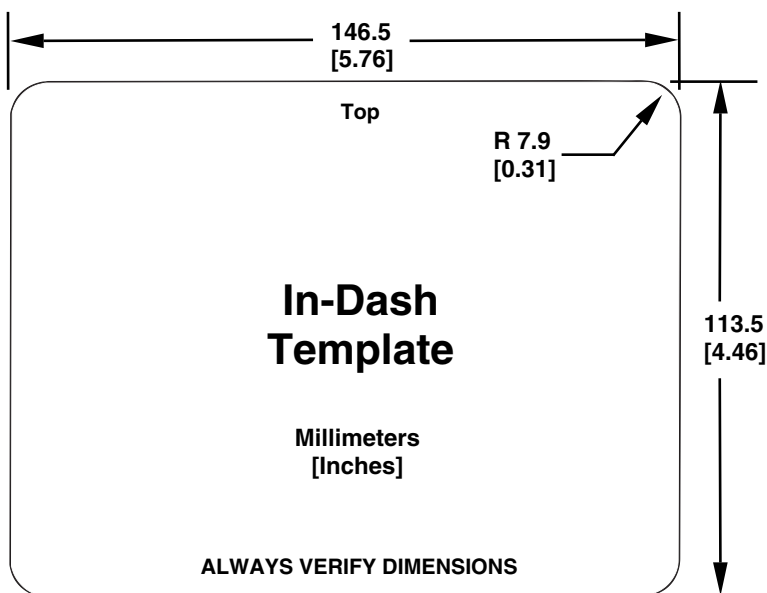 146.5
[5.76]
Top
R 7.9
[0.31]
In-Dash
Template
113.5
[4.46]
Millimeters
[Inches]
ALWAYS VERIFY DIMENSIONS